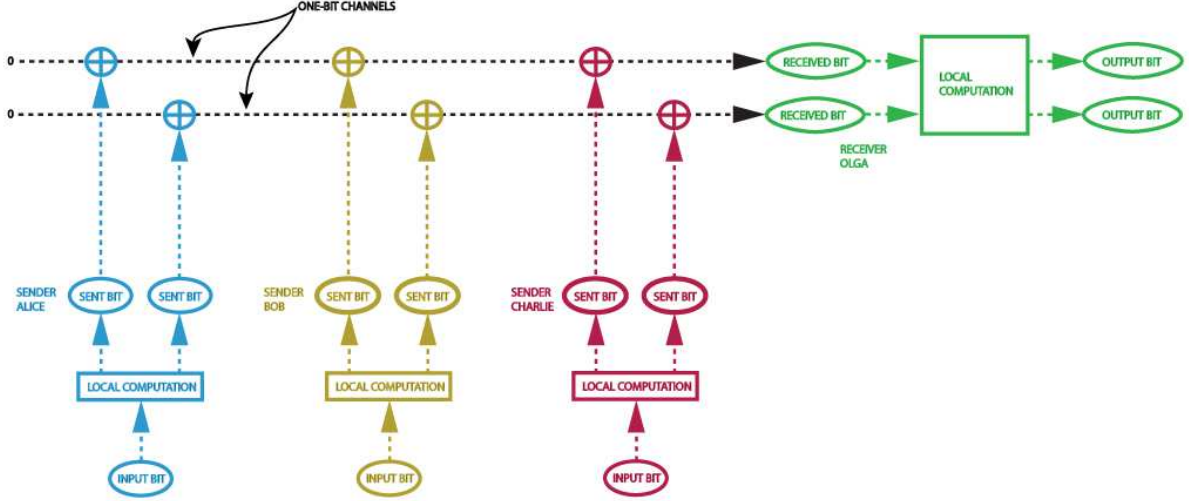 ONE-BIT CHANNELS
0
RECEIVED BIT
LOCAL
COMPUTATION
OUTPUT BIT
0
RECEIVED BIT
OUTPUT BIT
RECEIVER
OLGA
SENDER
ALICE
SENT BIT
SENT BIT
SENDER
BOB
SENT BIT
SENT BIT
SENDER
CHARLIE
SENT BIT
SENT BIT
LOCAL COMPUTATION
LOCAL COMPUTATION
LOCAL COMPUTATION
INPUT BIT
INPUT BIT
INPUT BIT